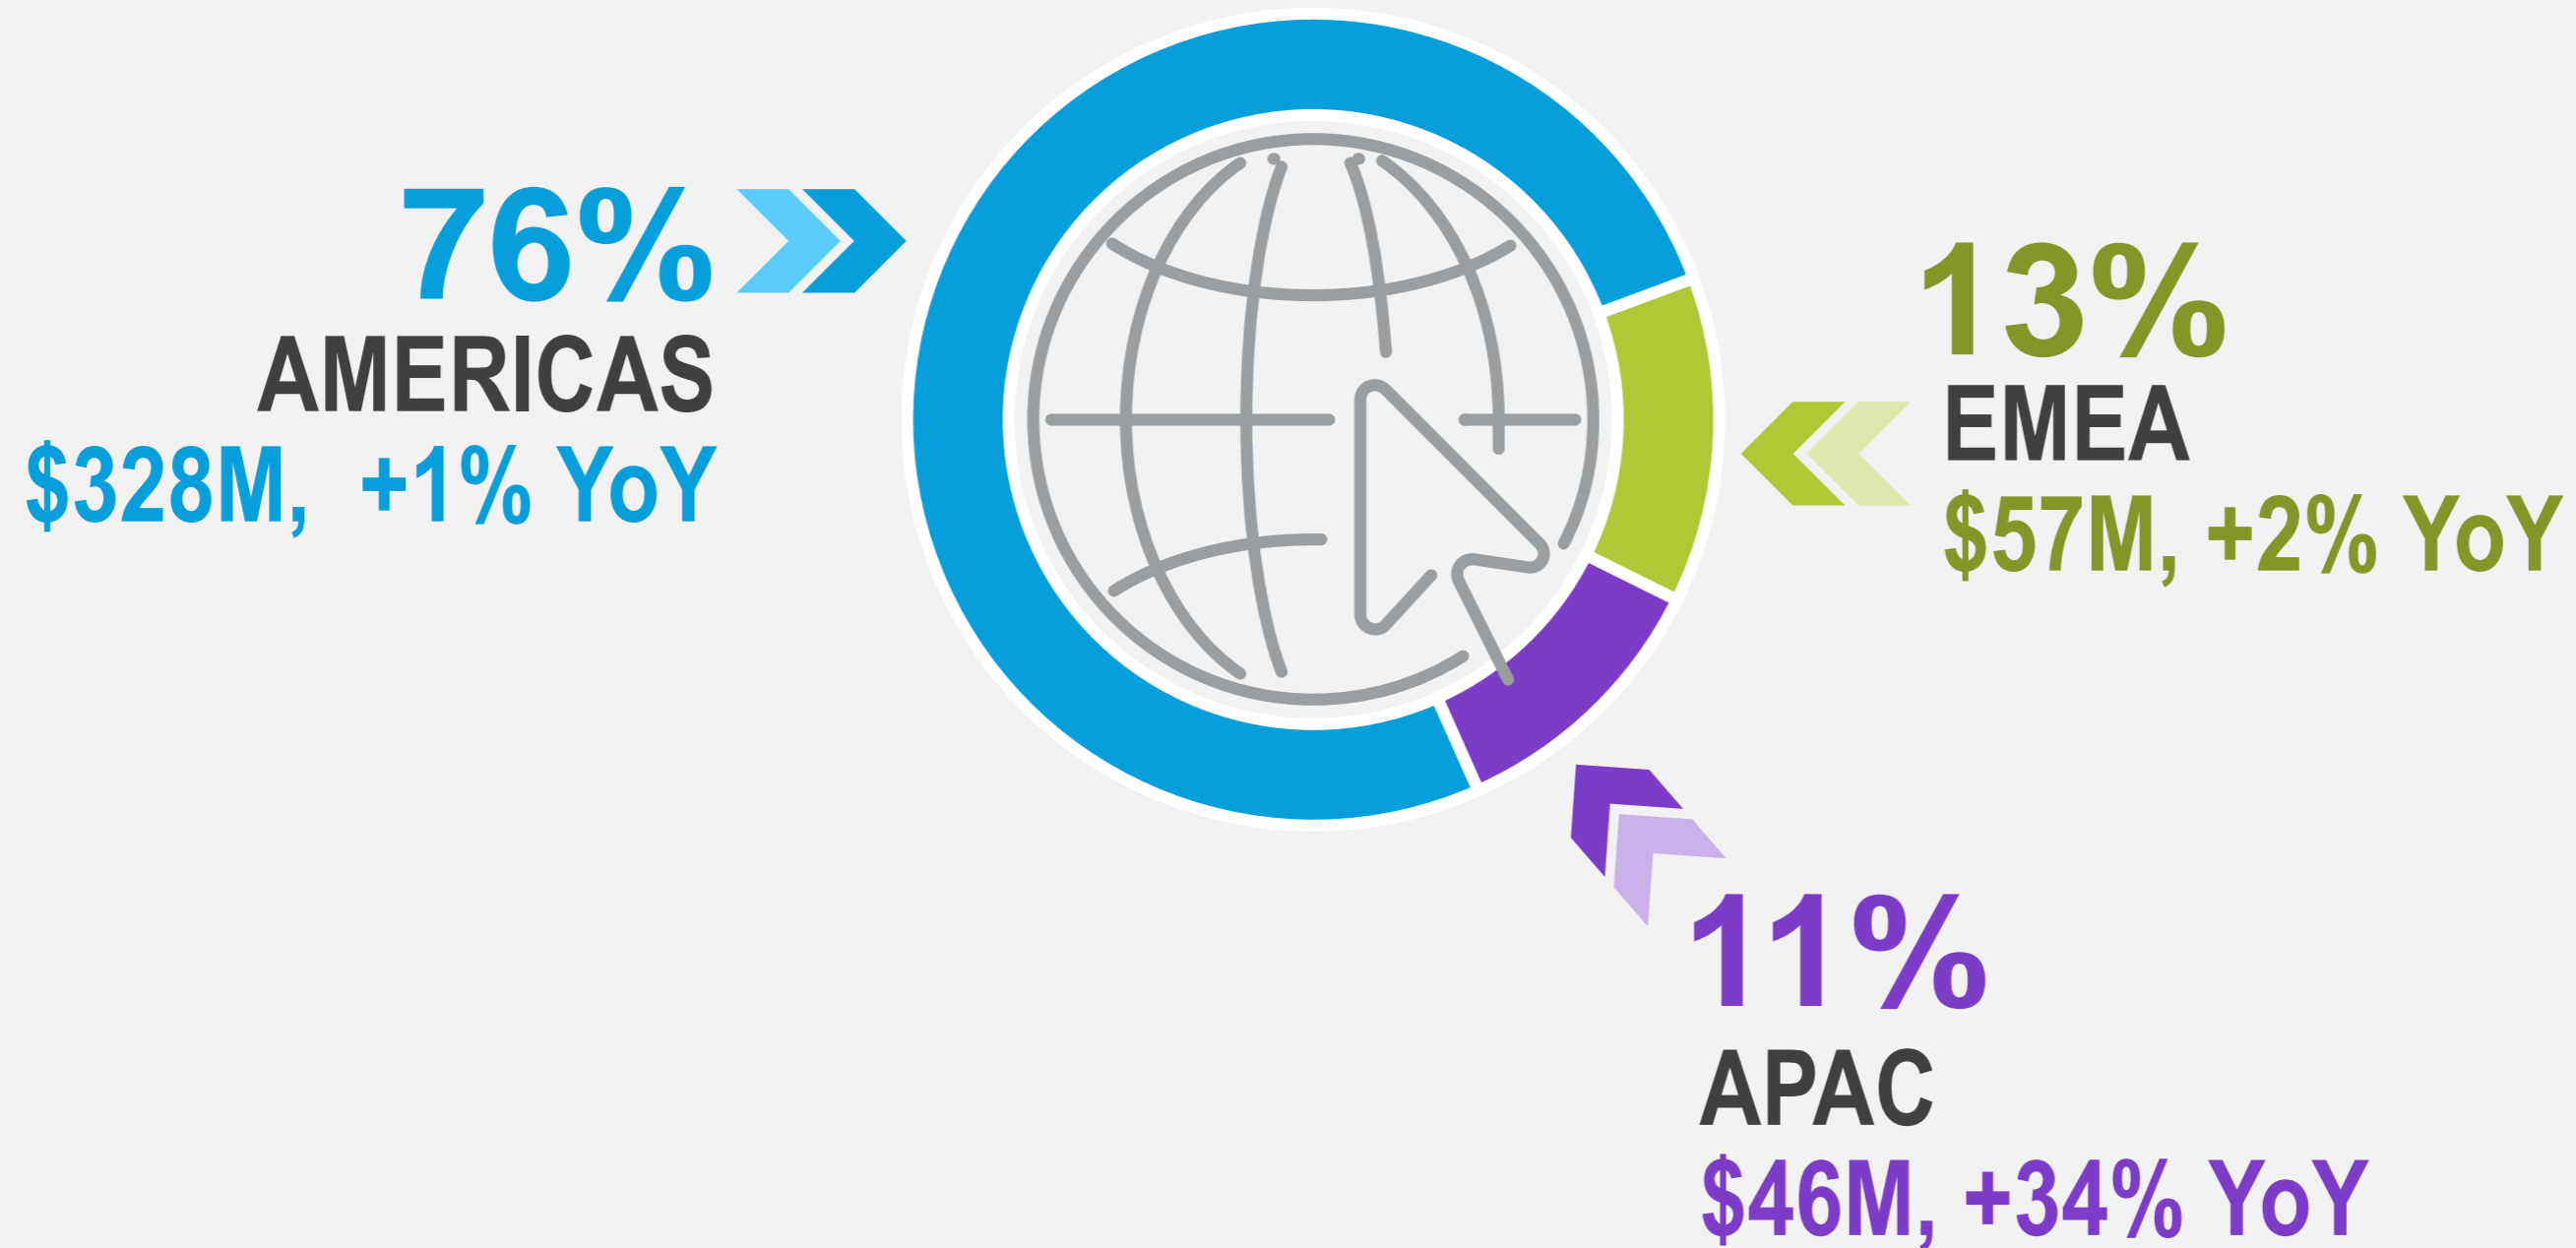 76%
AMERICAS
$328M, +1% YoY
13%
EMEA
$57M, +2% YoY
11%
APAC
$46M, +34% YoY